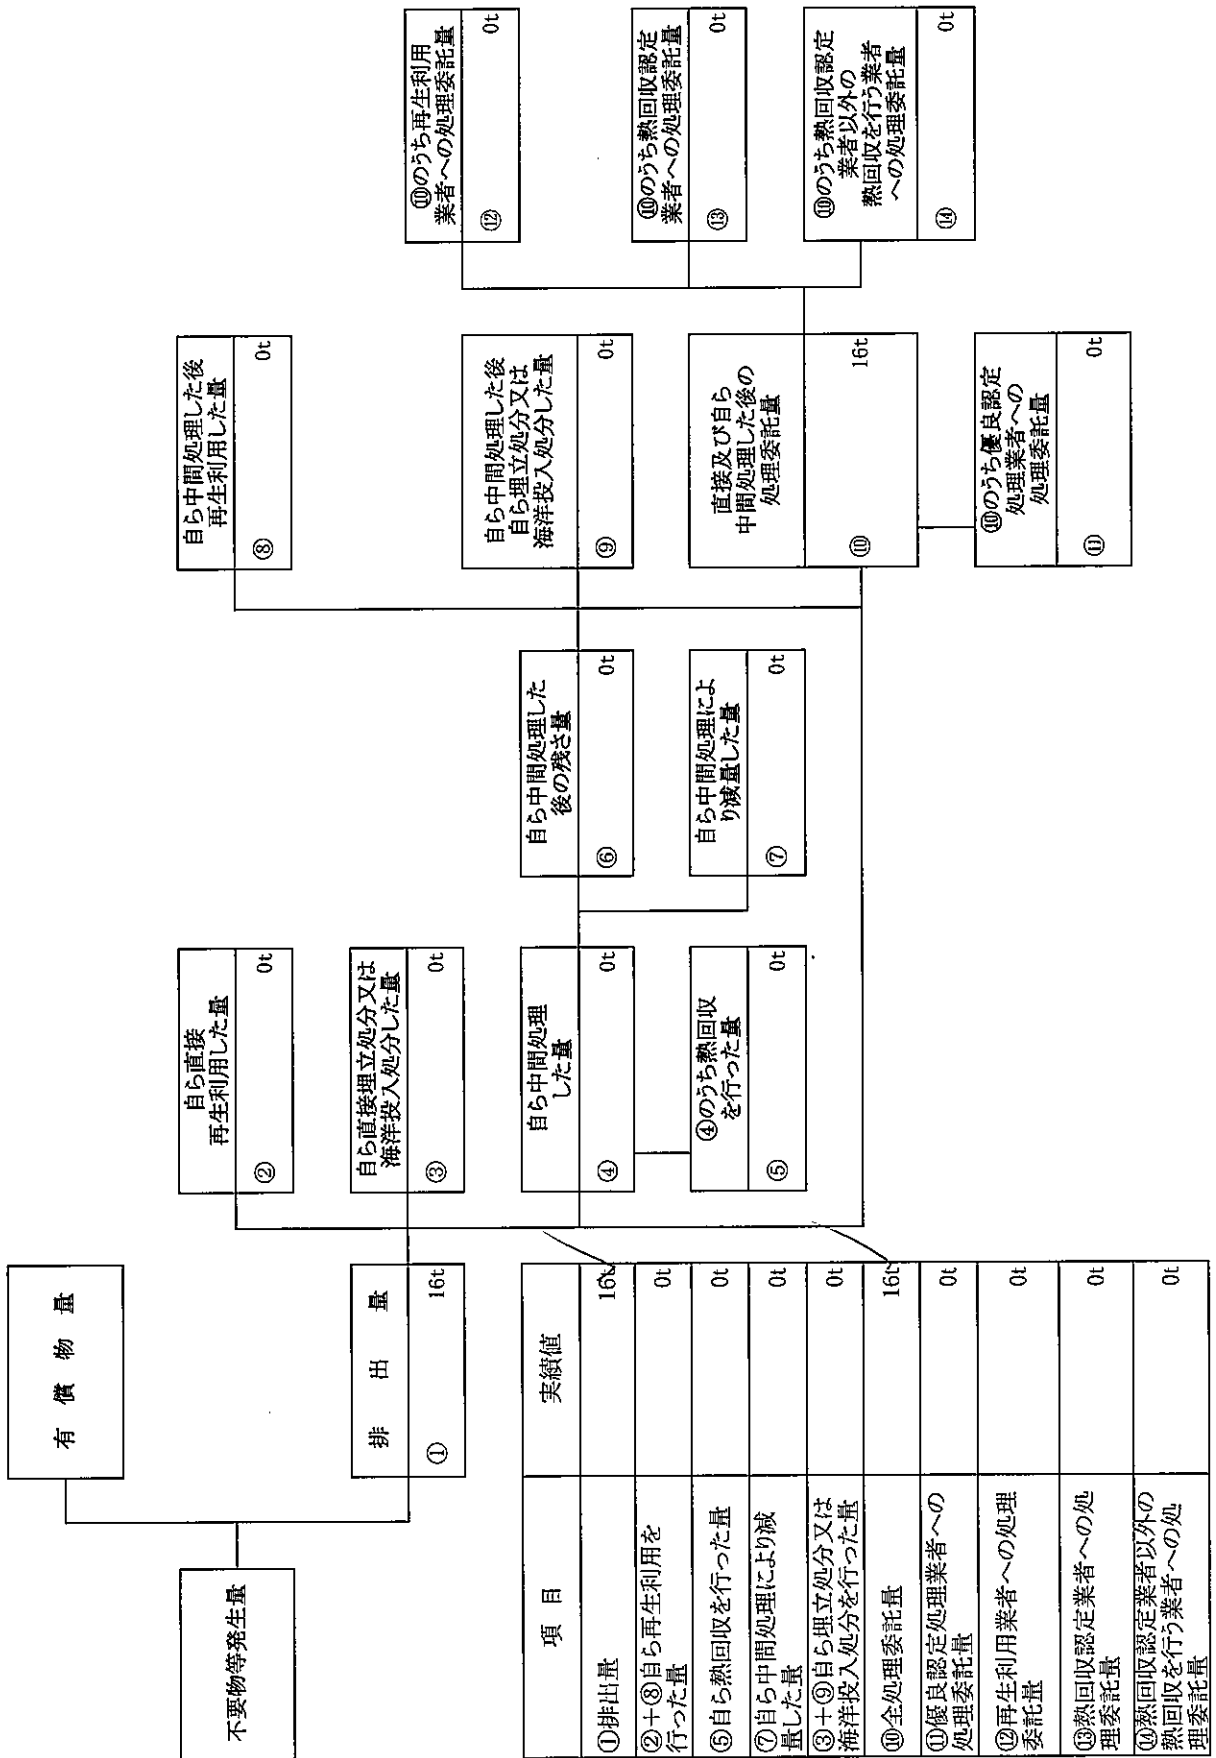 不要物等発生量
有償物量
排出量
① 16t
自ら直接
再生利用した量
② 0t
自ら直接埋立処分又は
海洋投入処分した量
③ 0t
自ら中間処理
した量
④ 0t
④のうち熱回収
を行った量
⑤ 0t
自ら中間処理した
後の残さ量
⑥ 0t
自ら中間処理によ
り減量した量
⑦ 0t
自ら中間処理した後
再生利用した量
⑧ 0t
自ら中間処理した後
自ら埋立処分又は
海洋投入処分した量
⑨ 0t
直接及び自ら
中間処理した後の
処理委託量
⑩ 16t
⑩のうち優良認定
処理業者への
処理委託量
⑪ 0t
⑩のうち再生利用
業者への処理委託量
⑫ 0t
⑩のうち熱回収認定
業者への処理委託量
⑬ 0t
⑩のうち熱回収認定
業者以外の
熱回収を行う業者
への処理委託量
⑭ 0t
項目 実績値
①排出量 16t
②+⑧自ら再生利用を
行った量 0t
⑤自ら熱回収を行った量 0t
⑦自ら中間処理により減
量した量 0t
③+⑨自ら埋立処分又は
海洋投入処分を行った量 0t
⑩全処理委託量 16t
⑪優良認定処理業者への
処理委託量 0t
⑫再生利用業者への処理
委託量 0t
⑬熱回収認定業者への処
理委託量 0t
⑭熱回収認定業者以外の
熱回収を行う業者への処
理委託量 0t